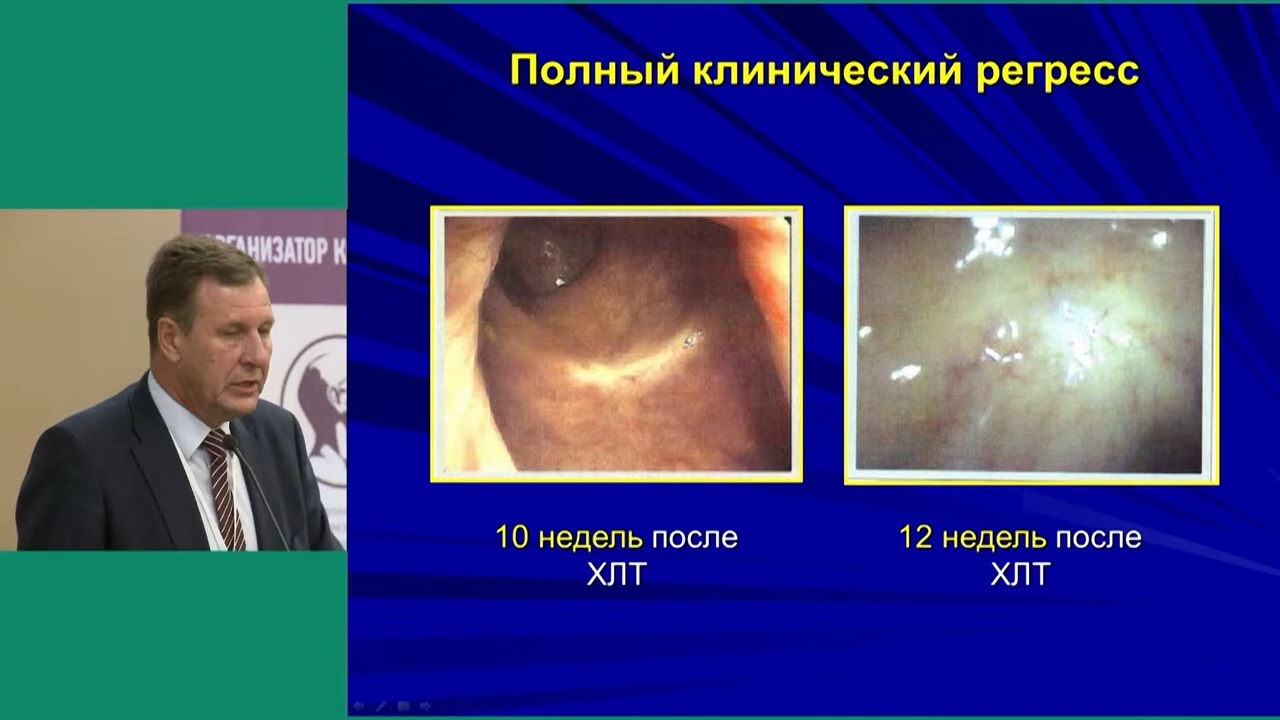 Полный клинический регресс
ОРГАНИЗАТОР К
10 недель после
ХЛТ
12 недель после
ХЛТ